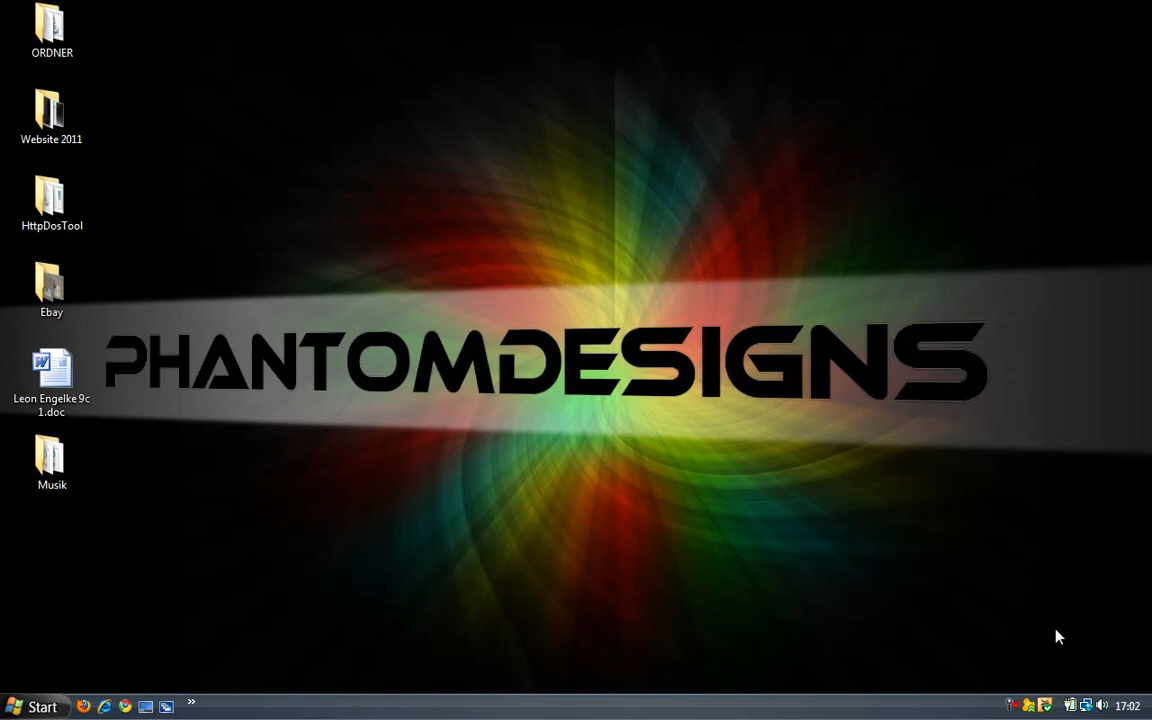 ORDNER
Website 2011
HttpDosTool
Ebay
Leon Engelke 9c
1.doc
Musik
PHANTOMDESIGNS
Start
»
17:02